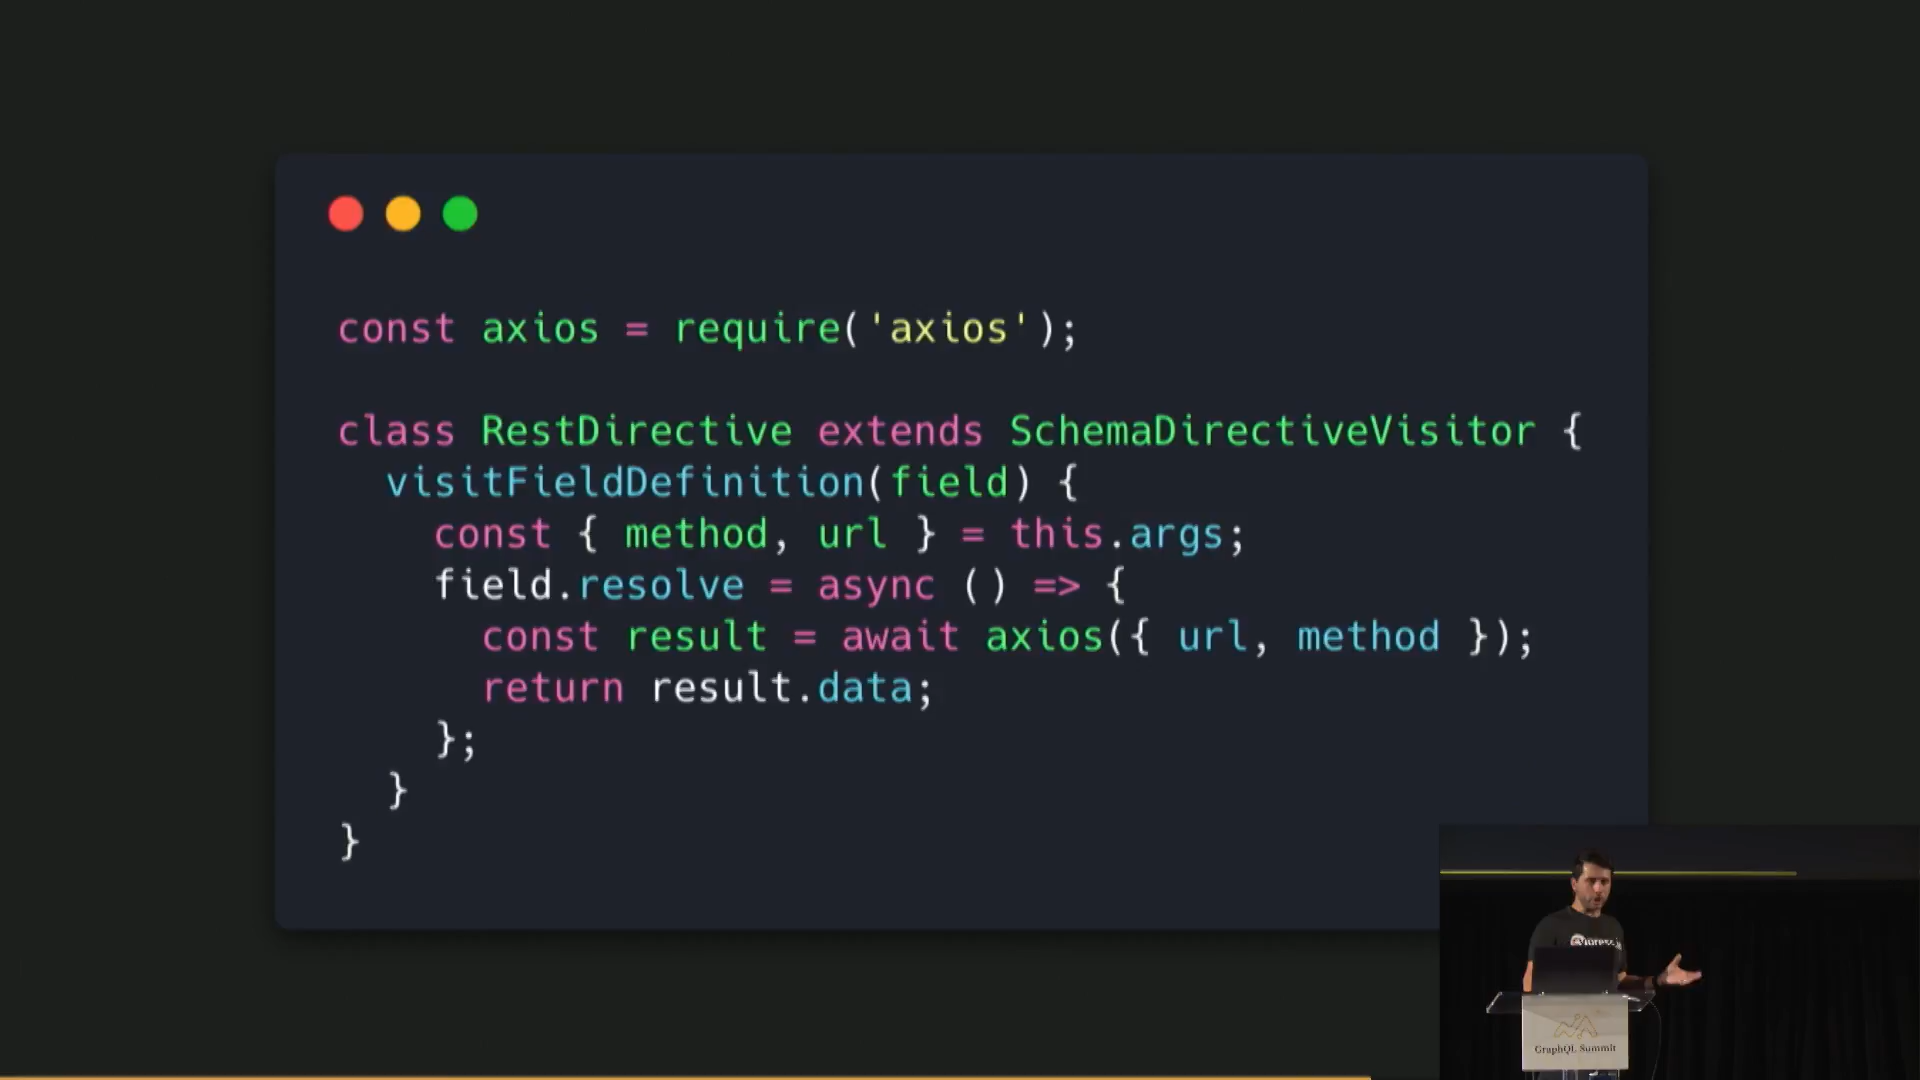 const axios = require('axios');
class RestDirective extends SchemaDirectiveVisitor {
visitFieldDefinition(field) {
const { method, url } = this.args;
field.resolve = async () => {
const result = await axios({ url, method });
return result.data;
};
}
}
GraphQL Summit